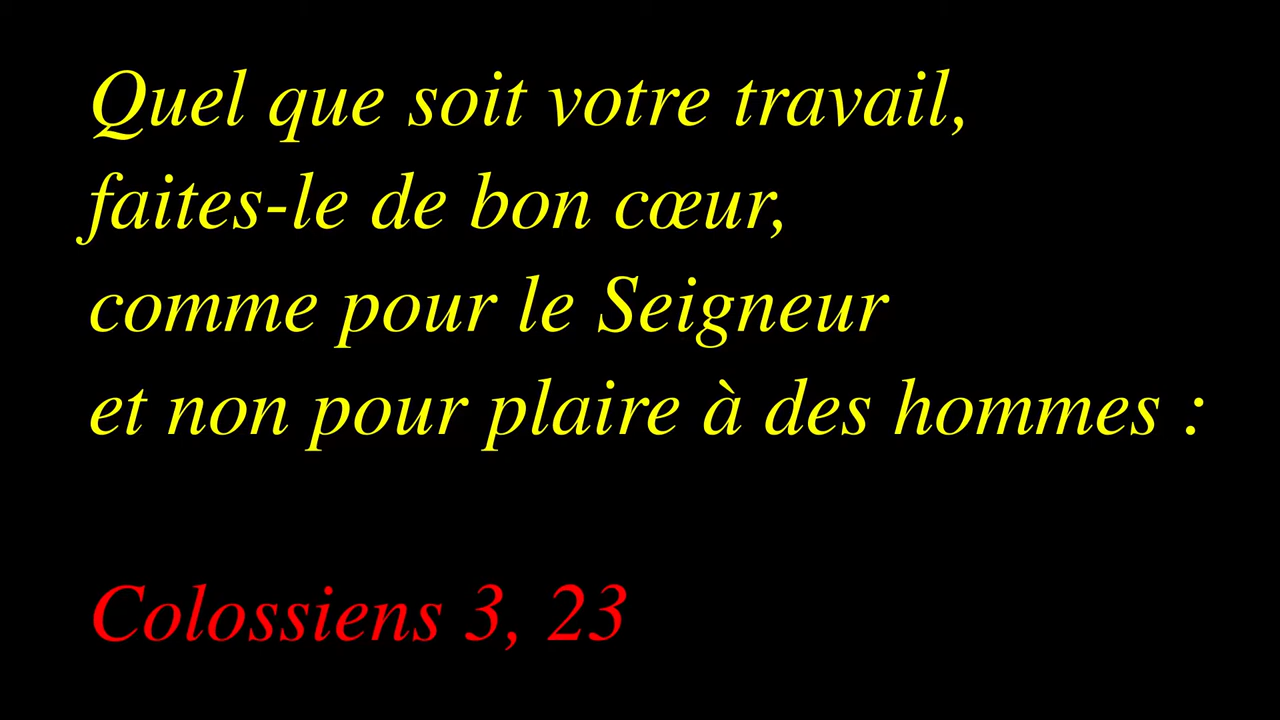 Quel que soit votre travail,
faites-le de bon cœur,
comme pour le Seigneur
et non pour plaire à des hommes :
Colossiens 3, 23